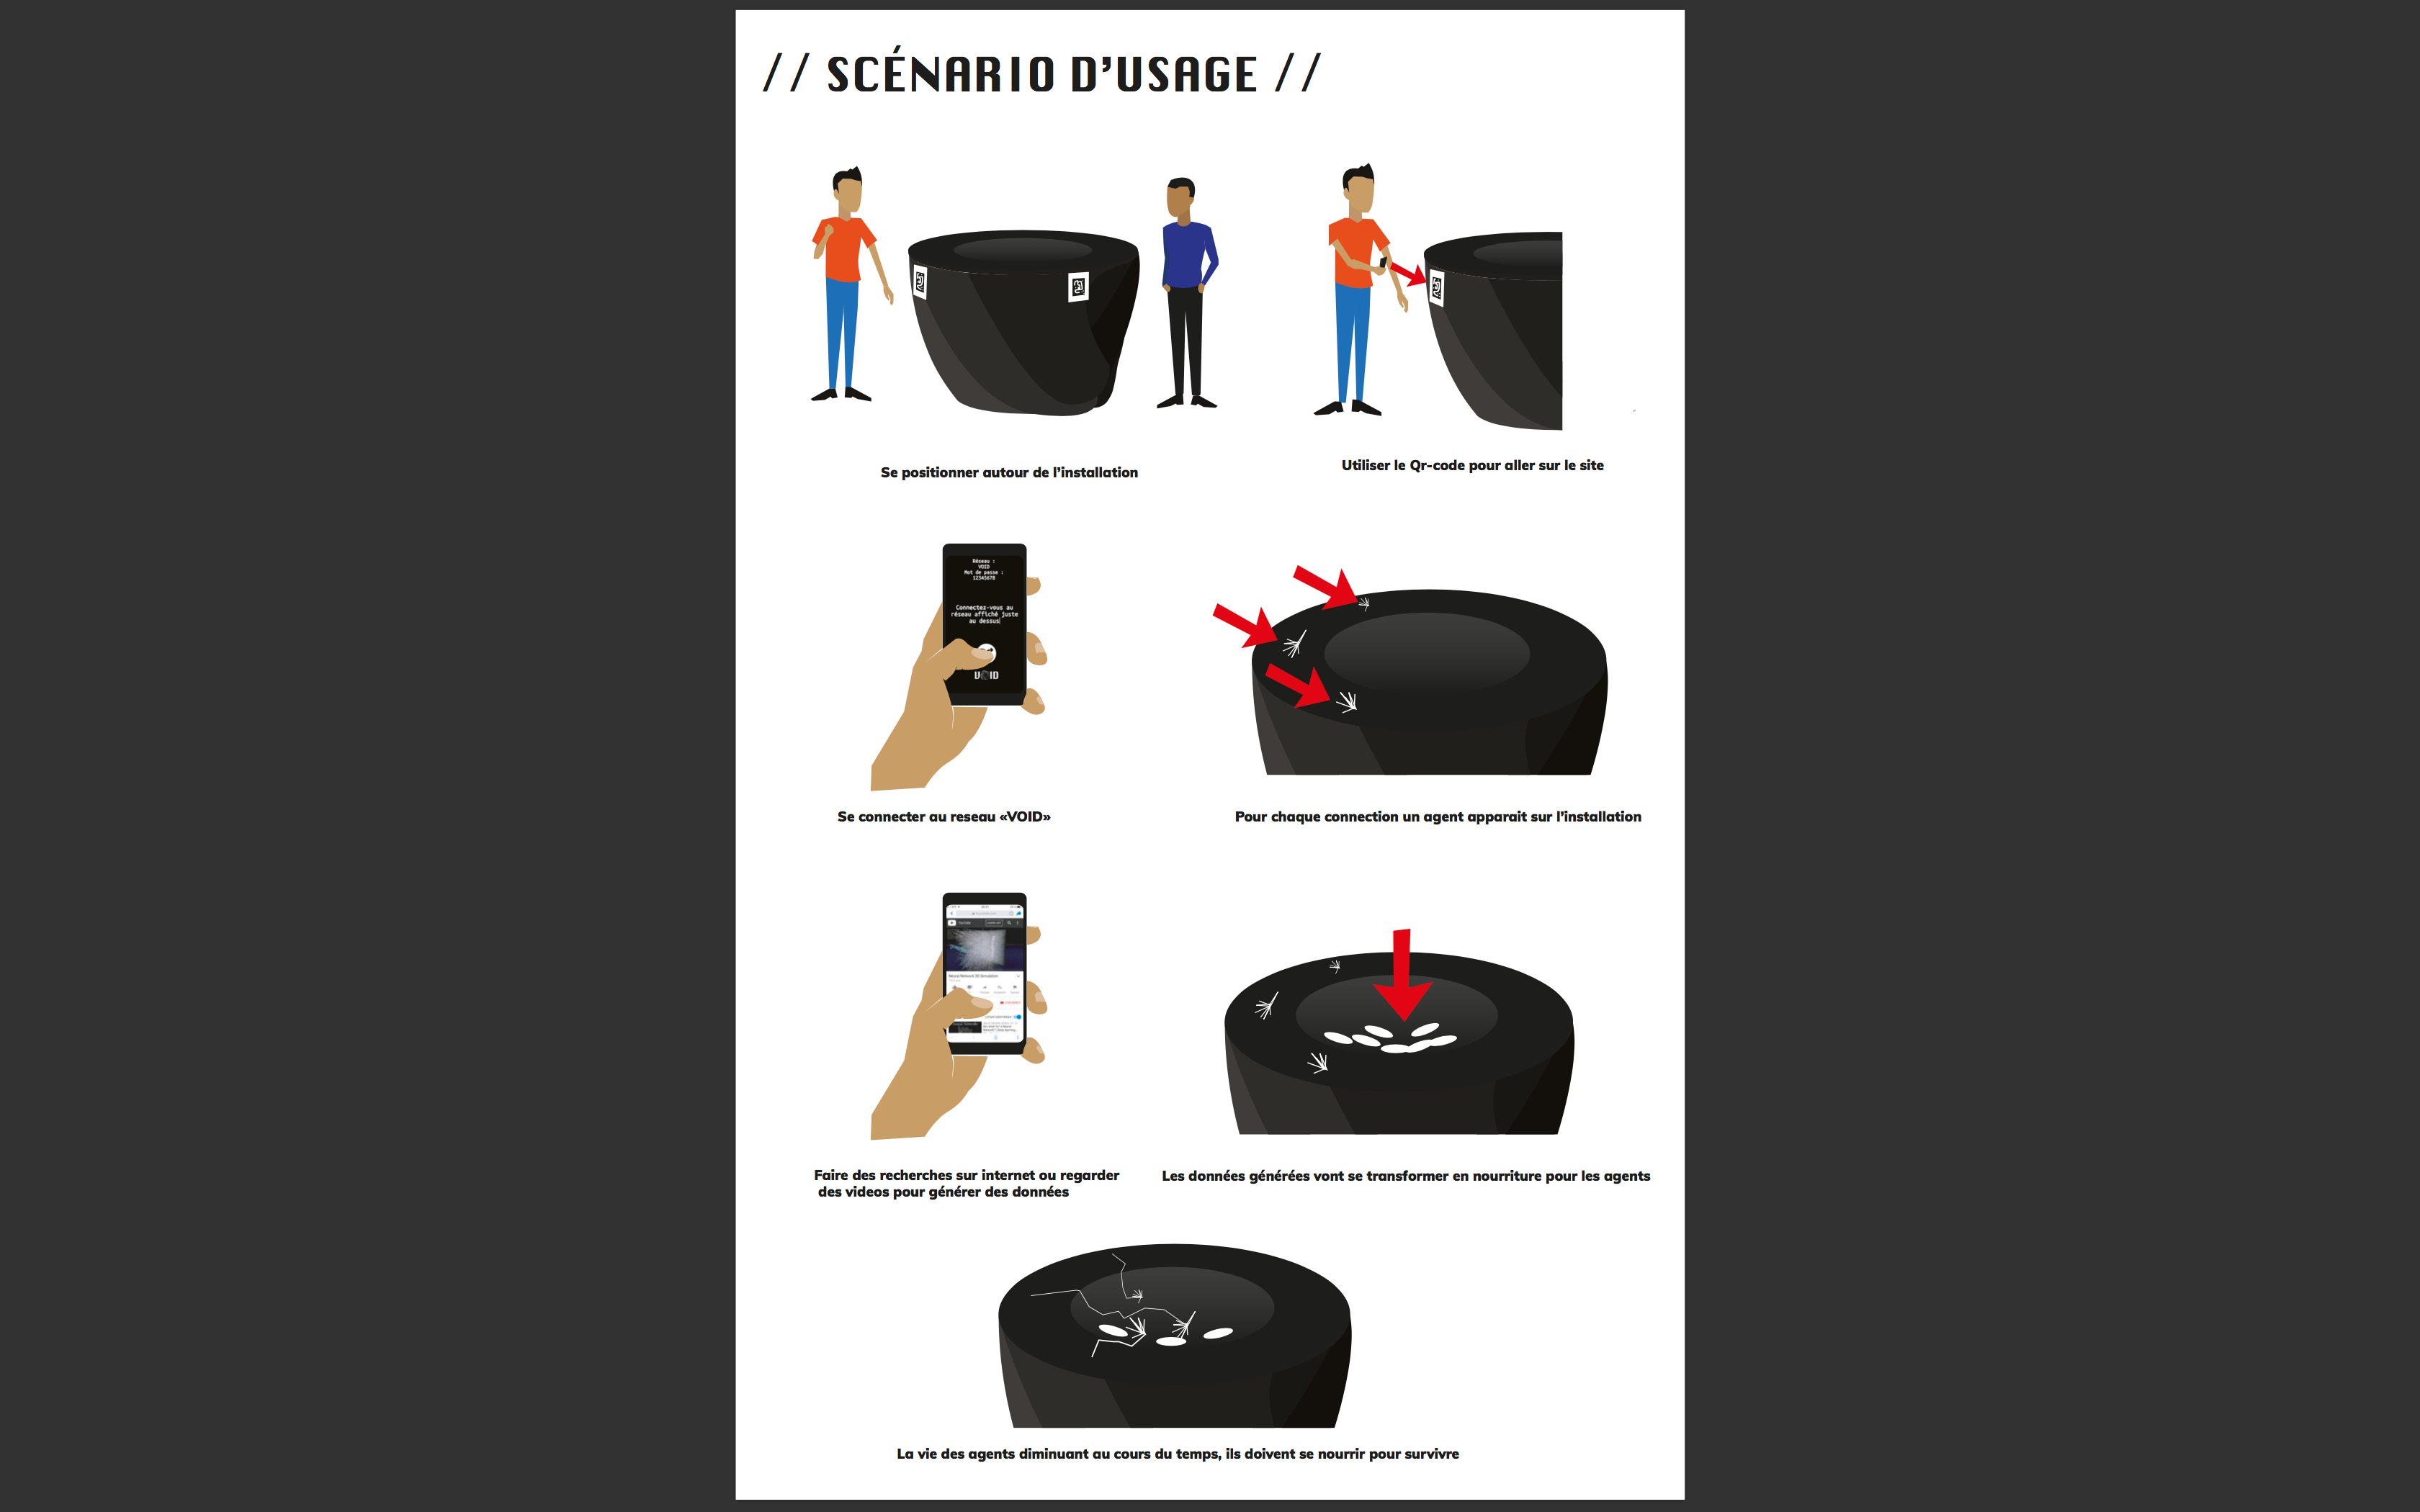 // SCÉNARIO D'USAGE //
Se positionner autour de l'installation
Utiliser le Qr-code pour aller sur le site
Réseau :
VOID
Mot de passe :
12345678
Connectez-vous au
réseau affiché juste
au dessus
VOID
Se connecter au reseau «VOID»
Pour chaque connection un agent apparait sur l'installation
Faire des recherches sur internet ou regarder
des videos pour générer des données
Les données générées vont se transformer en nourriture pour les agents
La vie des agents diminuant au cours du temps, ils doivent se nourrir pour survivre